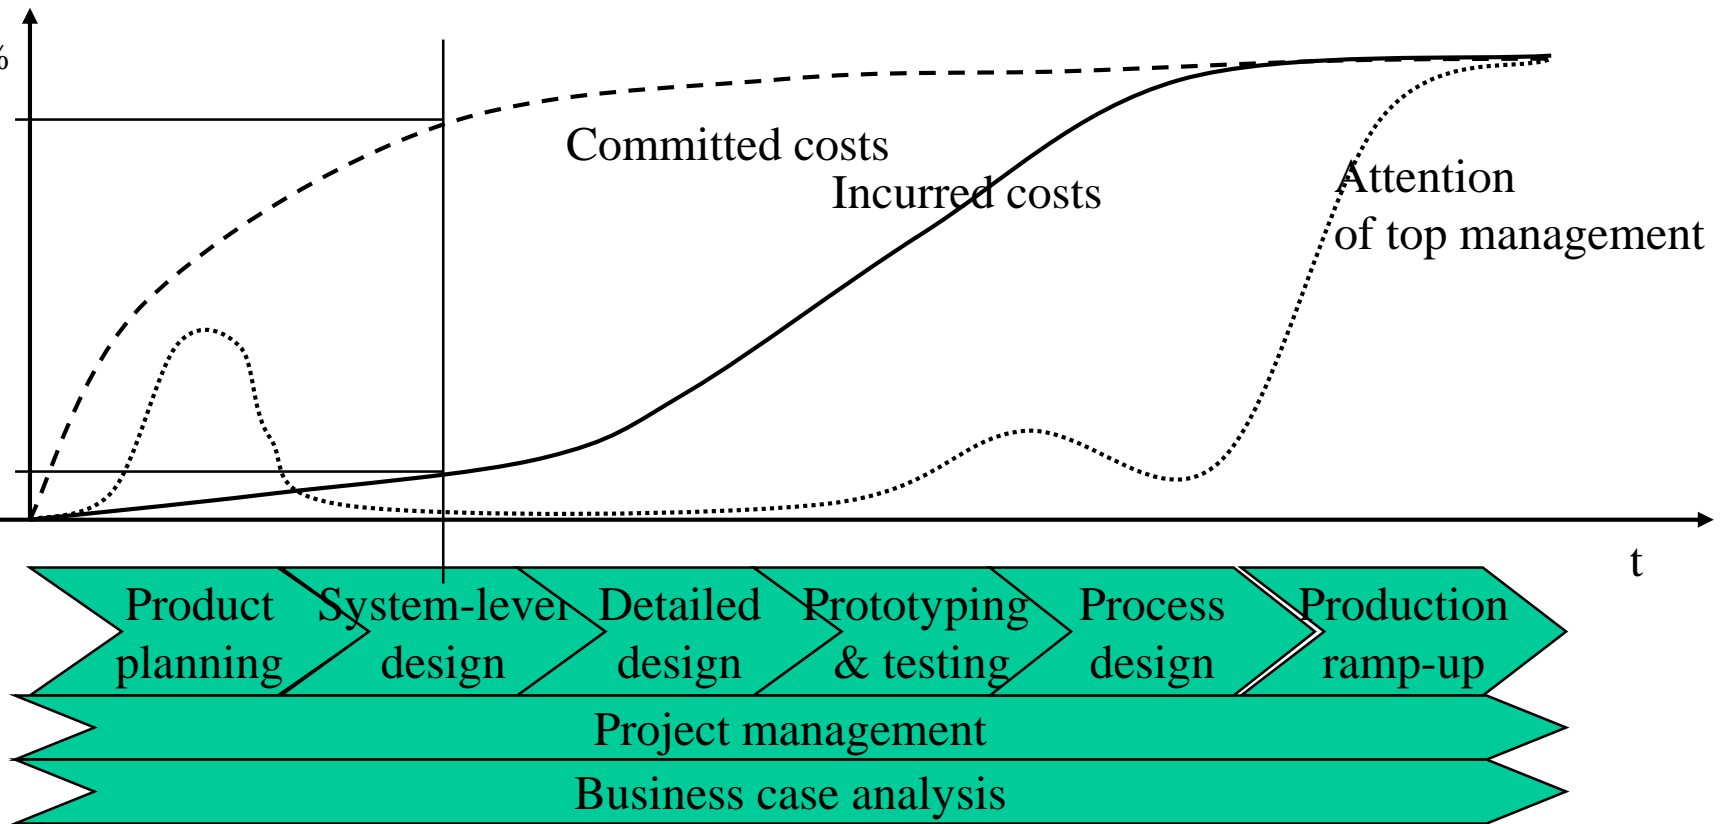 %
Committed costs
Incurred costs
Attention
of top management
t
Product
planning
System-level
design
Detailed
design
Prototyping
& testing
Process
design
Production
ramp-up
Project management
Business case analysis